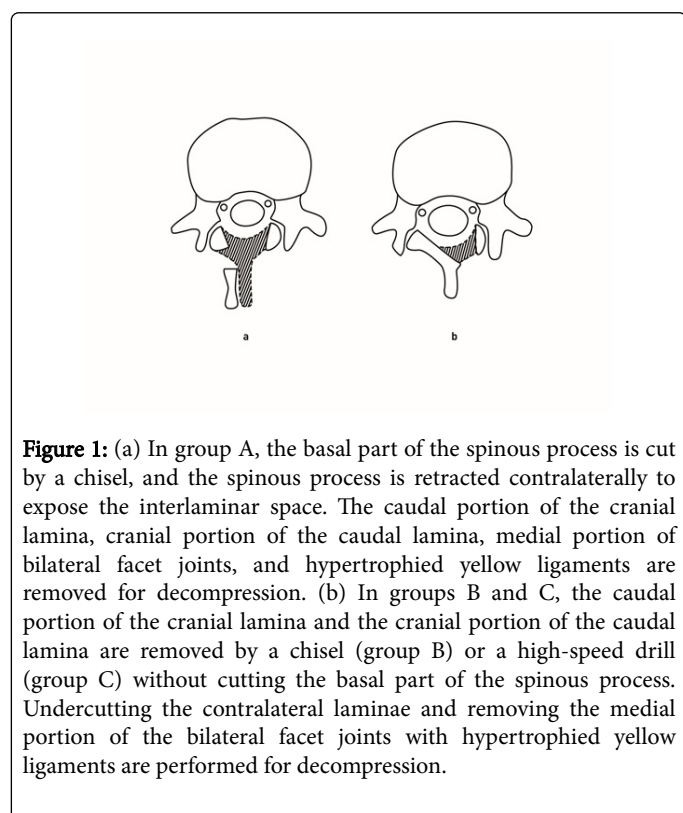 a
b
Figure 1: (a) In group A, the basal part of the spinous process is cut
by a chisel, and the spinous process is retracted contralaterally to
expose the interlaminar space. The caudal portion of the cranial
lamina, cranial portion of the caudal lamina, medial portion of
bilateral facet joints, and hypertrophied yellow ligaments are
removed for decompression. (b) In groups B and C, the caudal
portion of the cranial lamina and the cranial portion of the caudal
lamina are removed by a chisel (group B) or a high-speed drill
(group C) without cutting the basal part of the spinous process.
Undercutting the contralateral laminae and removing the medial
portion of the bilateral facet joints with hypertrophied yellow
ligaments are performed for decompression.